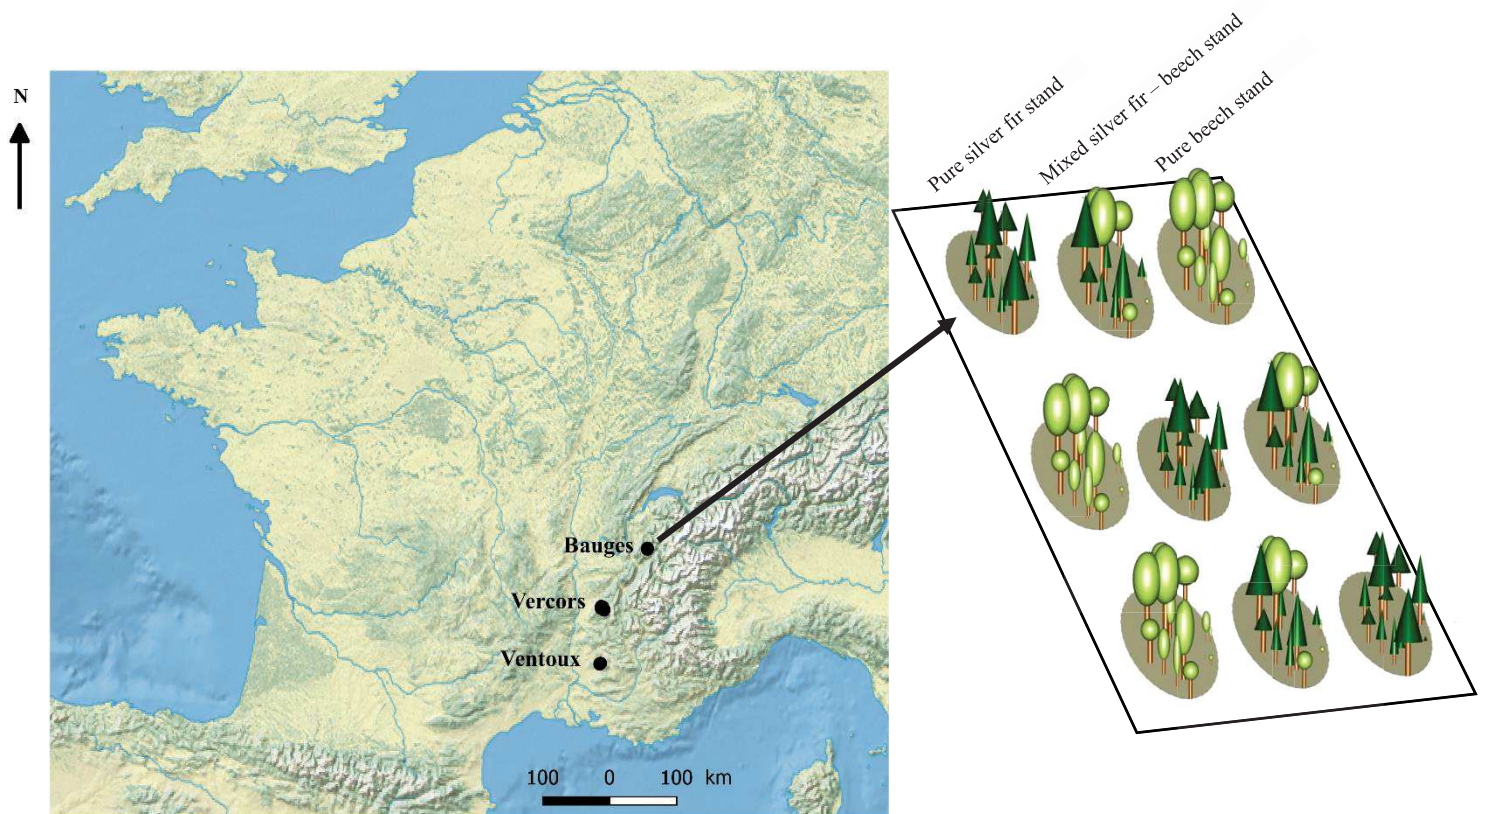 N
Pure silver fir stand
Mixed silver fir – beech stand
Pure beech stand
Bauges
Vercors
Ventoux
100 0 100 km